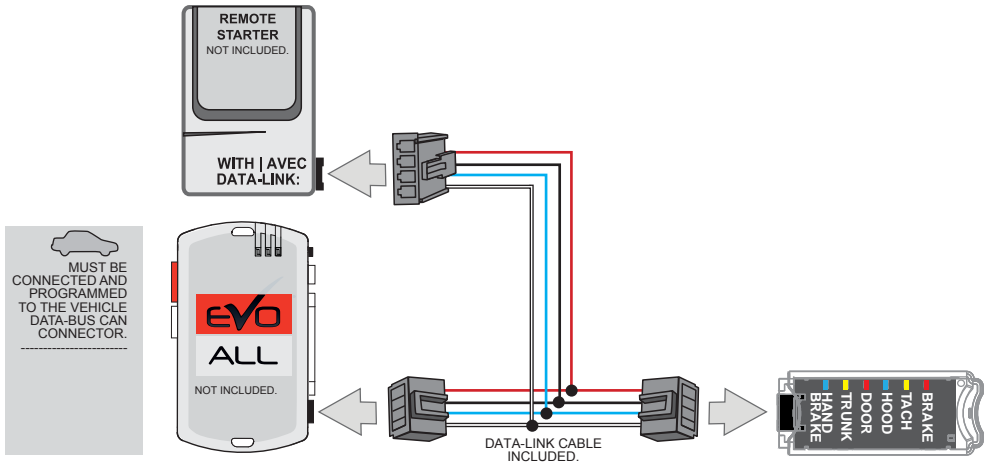 REMOTE
STARTER
NOT INCLUDED.
WITH | AVEC
DATA-LINK:
MUST BE
CONNECTED AND
PROGRAMMED
TO THE VEHICLE
DATA-BUS CAN
CONNECTOR.
EVO
ALL
NOT INCLUDED.
DATA-LINK CABLE
INCLUDED.
BRAKE
TACH
HOOD
DOOR
TRUNK
HAND
BRAKE